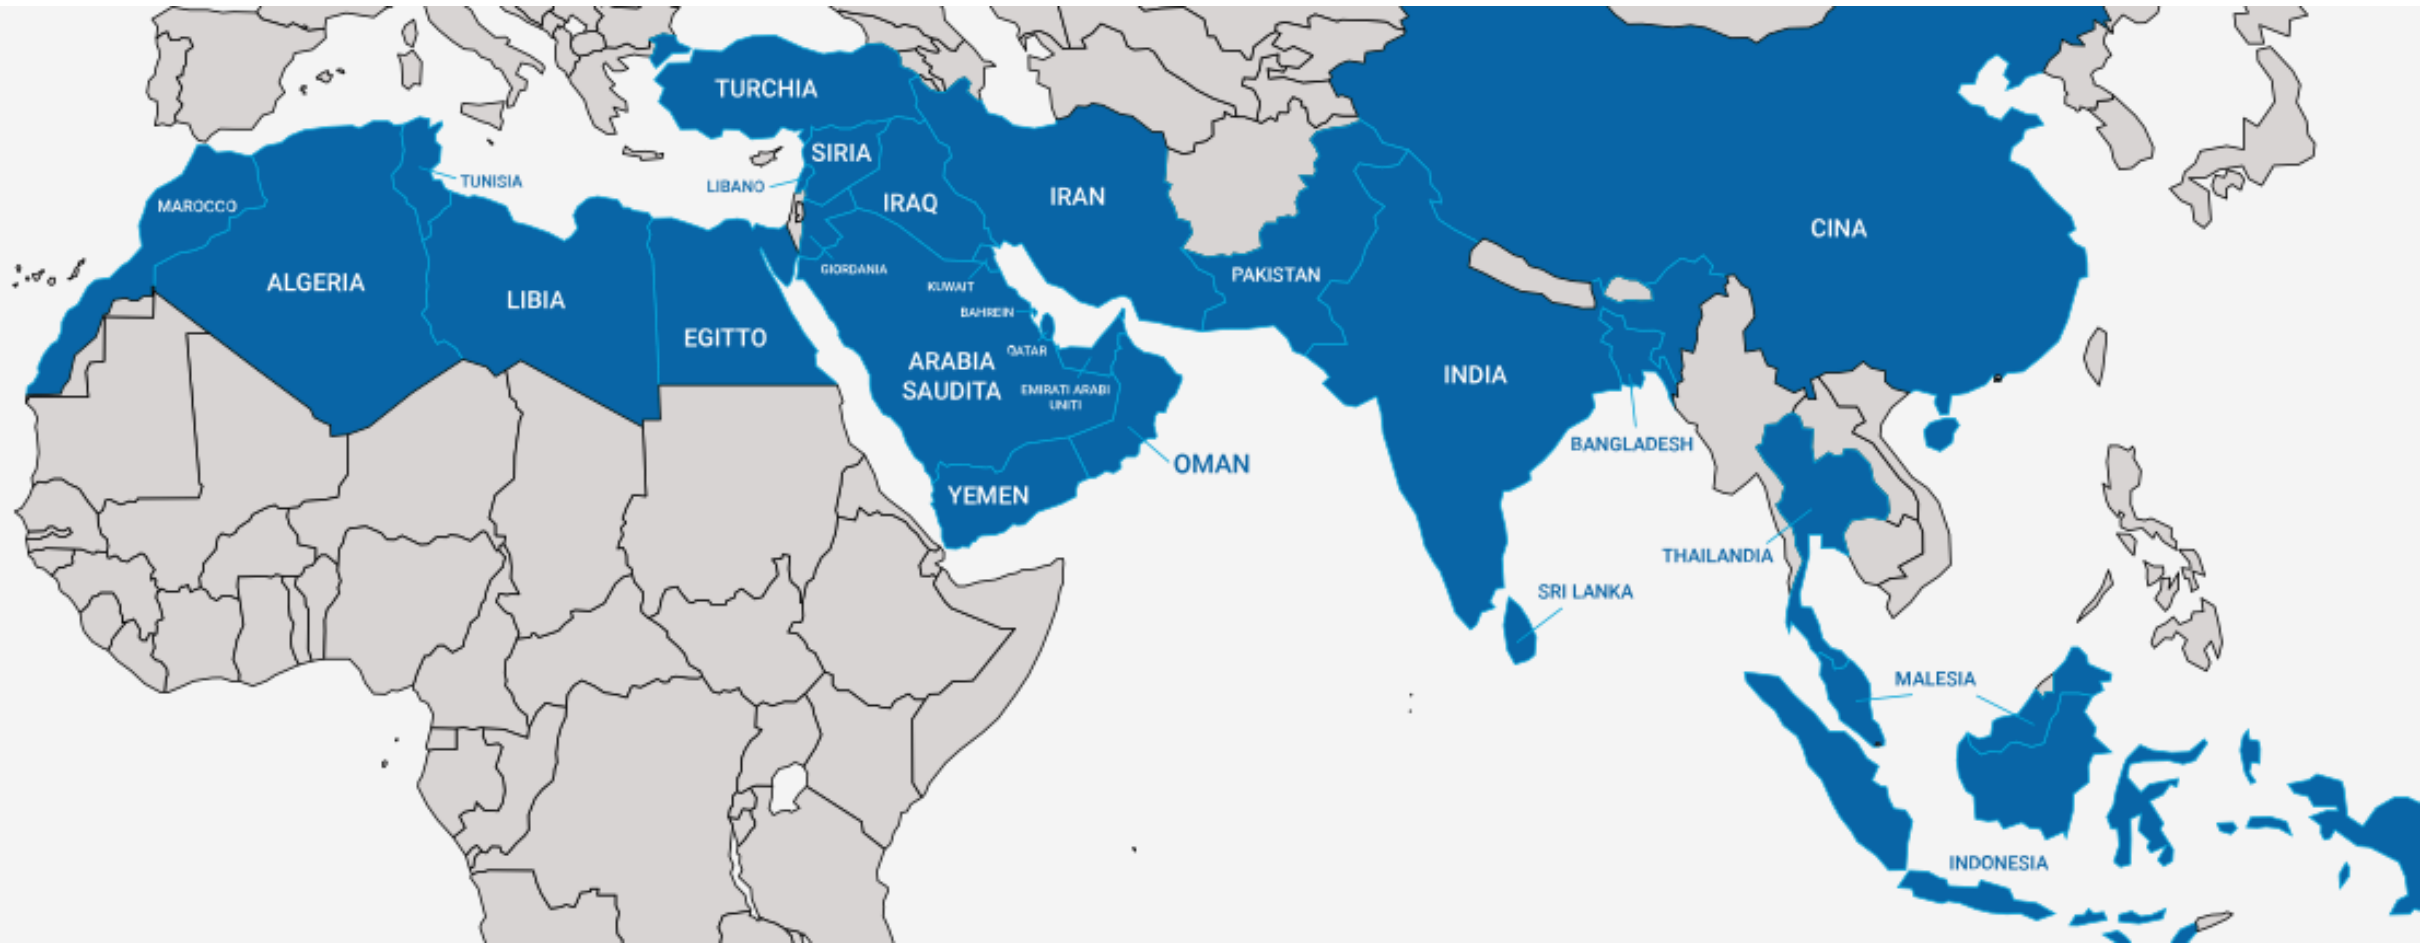 TURCHIA
SIRIA
TUNISIA
LIBANO
MAROCCO
IRAQ
IRAN
CINA
ALGERIA
LIBIA
GIORDANIA
PAKISTAN
KUWAIT
EGITTO
BAHREIN
QATAR
ARABIA
SAUDITA
EMIRATI ARABI
UNITI
INDIA
BANGLADESH
OMAN
YEMEN
THAILANDIA
SRI LANKA
MALESIA
INDONESIA